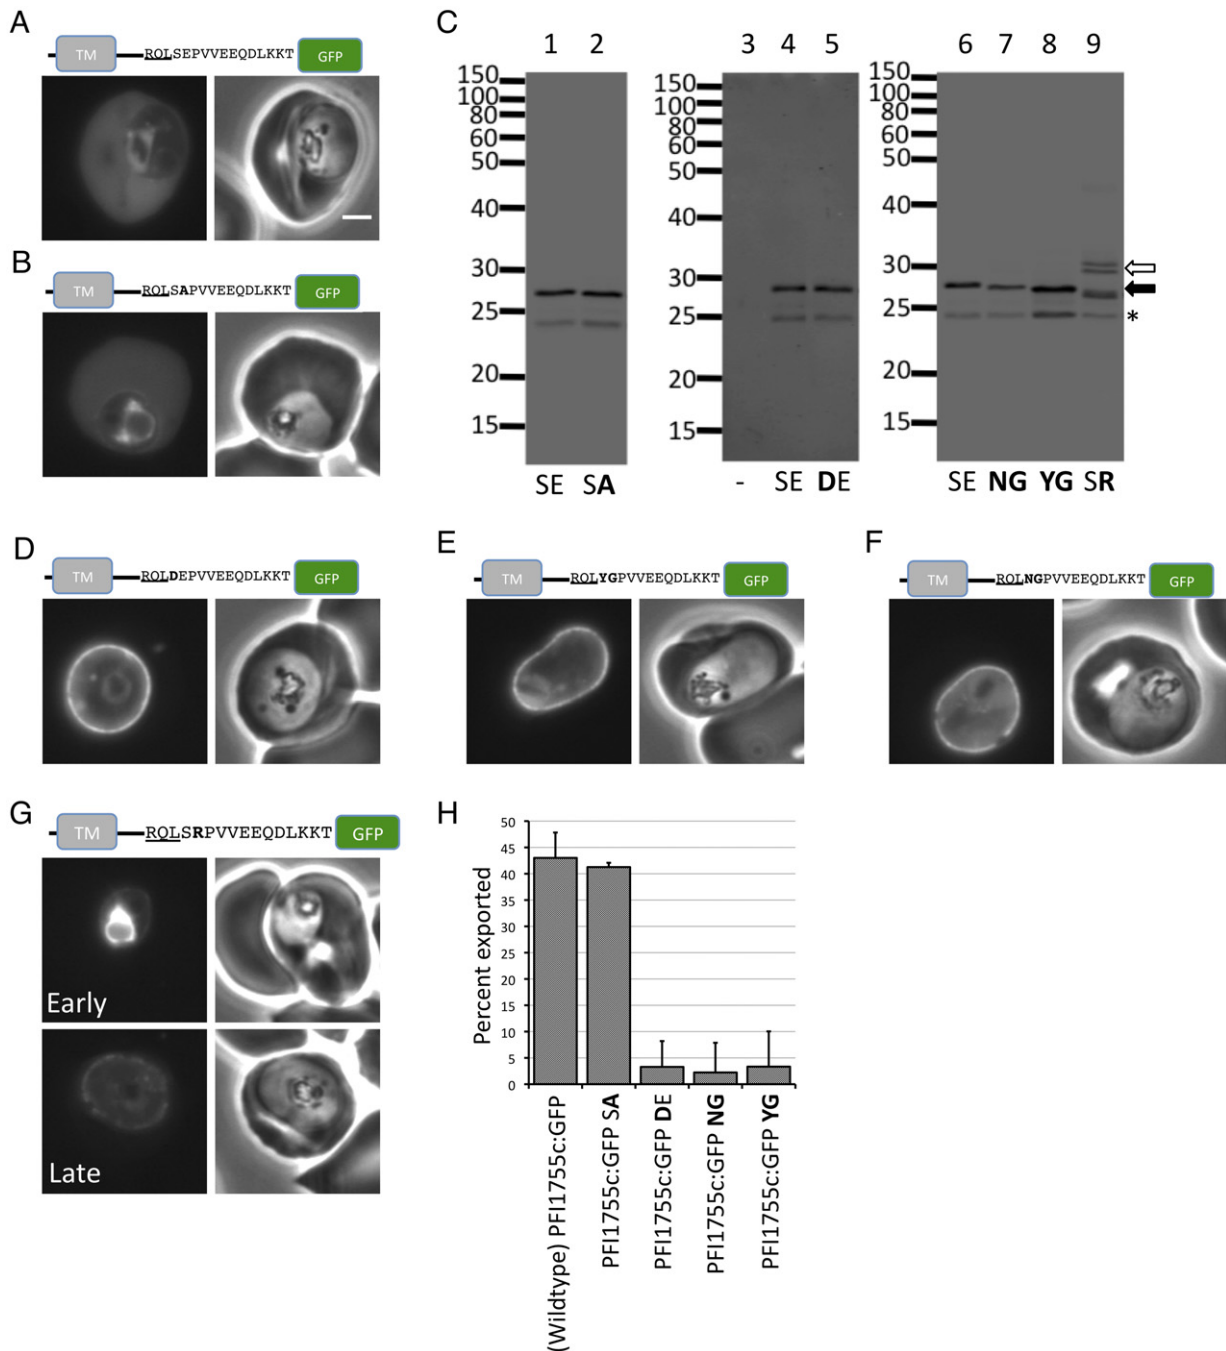 A
TM RQLSEPVVEEQDLKKT GFP
B
TM RQLSAPVVEEQDLKKT GFP
C
1 2 3 4 5 6 7 8 9
150
100
80
60
50
40
30
25
20
15
SE SA
150
100
80
60
50
40
30
25
20
15
- SE DE
150
100
80
60
50
40
30
25
20
15
*
SE NG YG SR
D
TM RQLDEPVVEEQDLKKT GFP
E
TM RQLYGPVVEEQDLKKT GFP
F
TM RQLNGPVVEEQDLKKT GFP
G
TM RQLSRPVVEEQDLKKT GFP
Early
Late
H
Percent exported
50
45
40
35
30
25
20
15
10
5
0
(Wildtype) PFI1755c:GFP
PFI1755c:GFP SA
PFI1755c:GFP DE
PFI1755c:GFP NG
PFI1755c:GFP YG